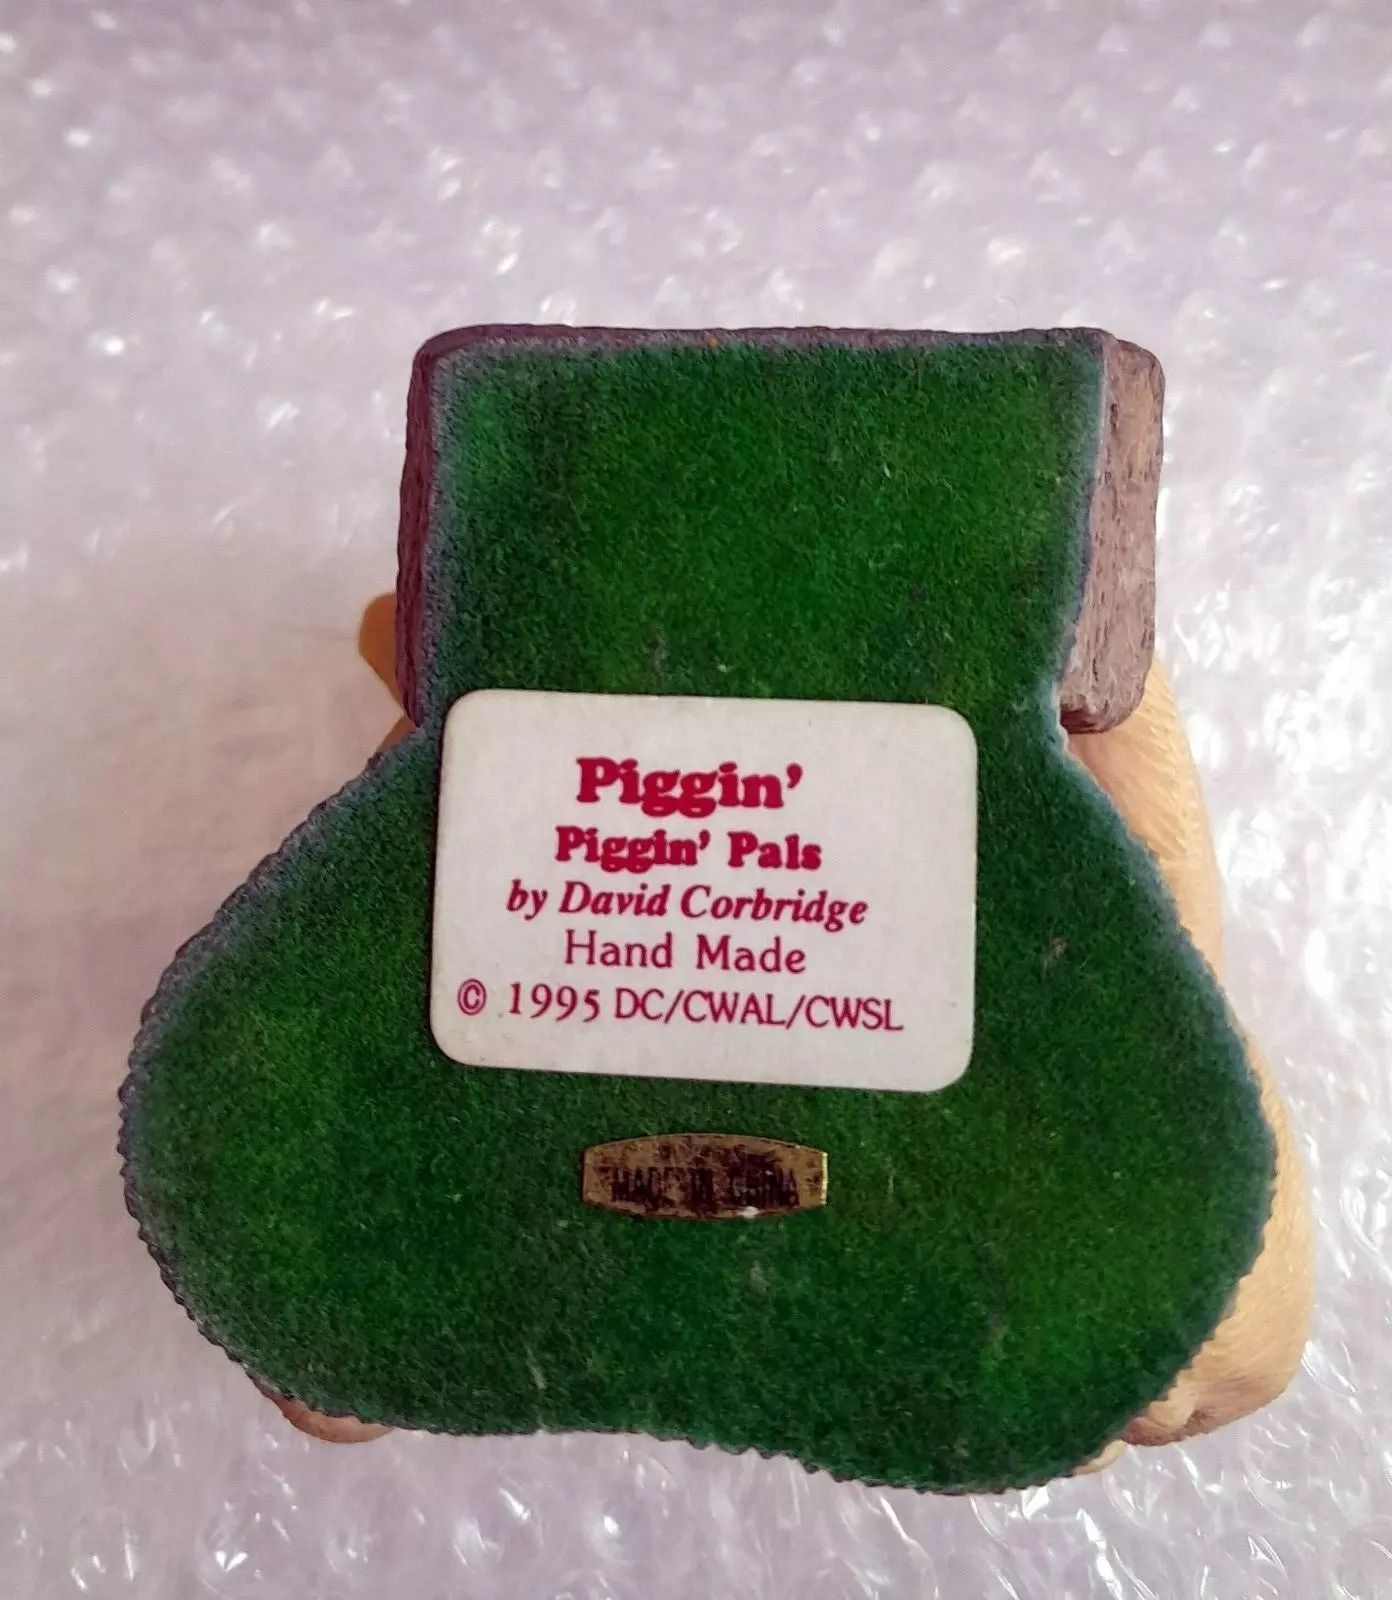 Piggin'
Piggin' Pals
by David Corbridge
Hand Made
© 1995 DC/CWAL/CWSL
MADE IN CHINA